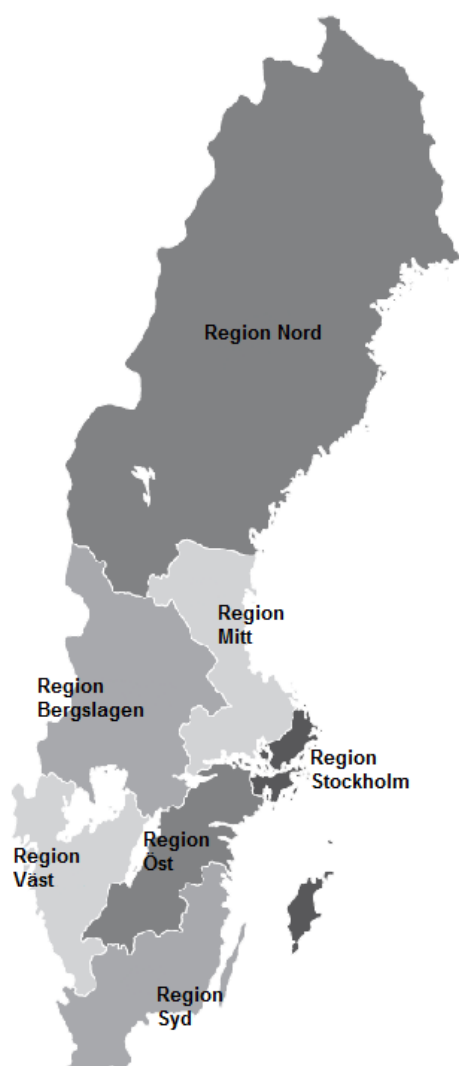 Region Nord
Region
Mitt
Region
Bergslagen
Region
Stockholm
Region
Öst
Region
Väst
Region
Syd